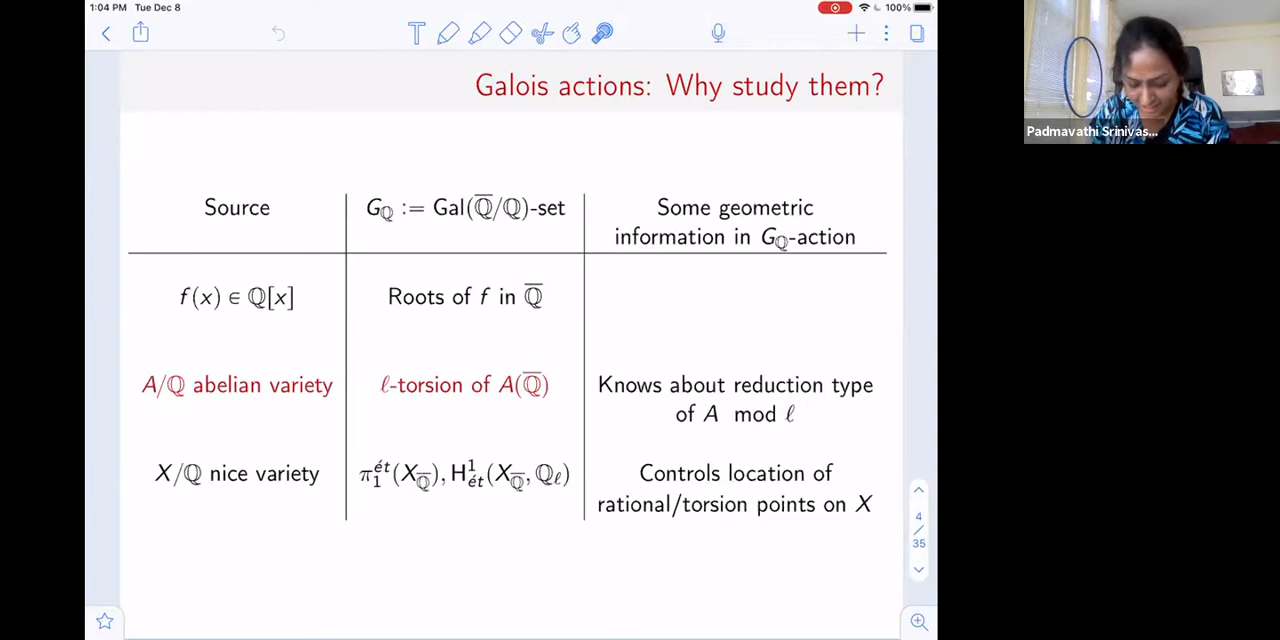 1:04 PM Tue Dec 8
100%
T
Galois actions: Why study them?
Source
G_ℚ := Gal(ℚ̅/ℚ)-set
Some geometric
information in G_ℚ-action
f(x) ∈ ℚ[x]
Roots of f in ℚ̅
A/ℚ abelian variety
ℓ-torsion of A(ℚ̅)
Knows about reduction type
of A mod ℓ
X/ℚ nice variety
π₁^ét(X_ℚ̅), H¹_ét(X_ℚ̅, ℚ_ℓ)
Controls location of
rational/torsion points on X
4
/
35
Padmavathi Srinivas...